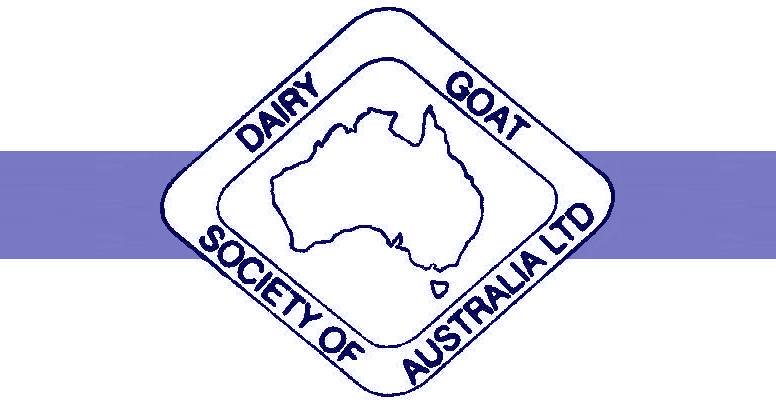 DAIRY
GOAT
SOCIETY OF
AUSTRALIA LTD